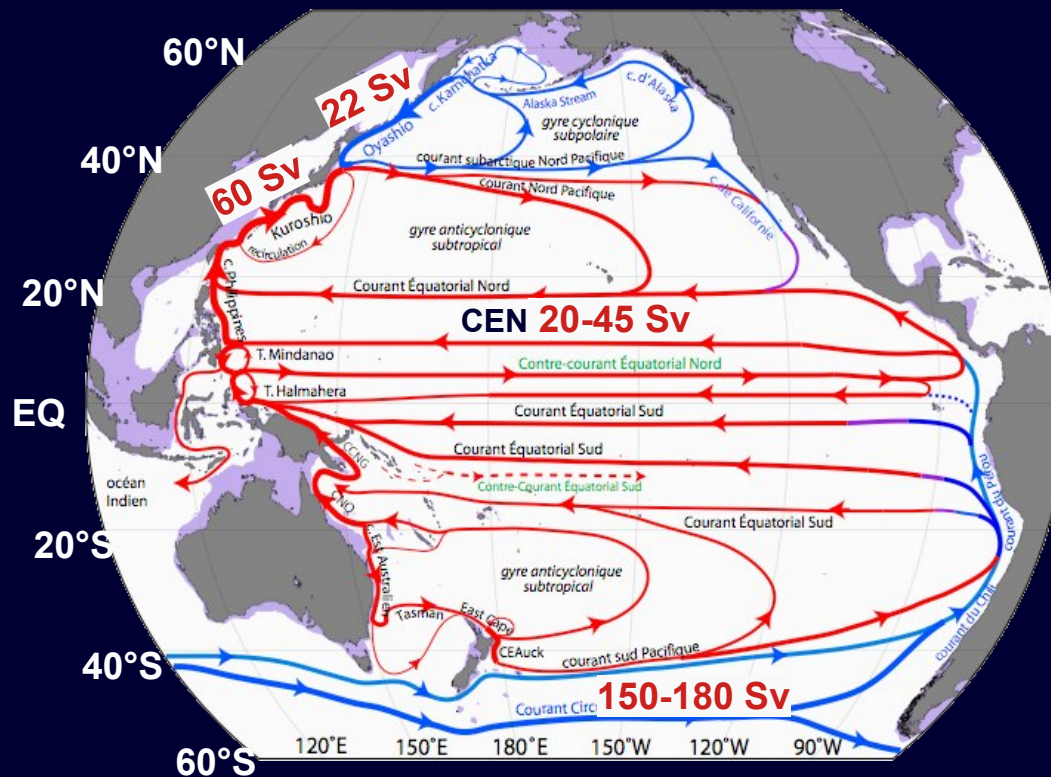 60°N
22 Sv
c. Kamchatka
Oyashio
Alaska Stream
c. d'Alaska
gyre cyclonique
subpolaire
40°N
courant subarctique Nord Pacifique
60 Sv
courant Nord Pacifique
c. de Californie
Kuroshio
recirculation
gyre anticyclonique
subtropical
20°N
c. Philippines
Courant Équatorial Nord
CEN 20-45 Sv
T. Mindanao
Contre-courant Équatorial Nord
T. Halmahera
EQ
Courant Équatorial Sud
Courant Équatorial Sud
CCNG
océan
Indien
Contre-Courant Équatorial Sud
CNQ
Courant Équatorial Sud
courant du Pérou
20°S
c. Est Australien
gyre anticyclonique
subtropical
Tasman
East Cape
CEAuck
courant sud Pacifique
courant du Chili
40°S
150-180 Sv
Courant Circ
120°E
150°E
180°E
150°W
120°W
90°W
60°S